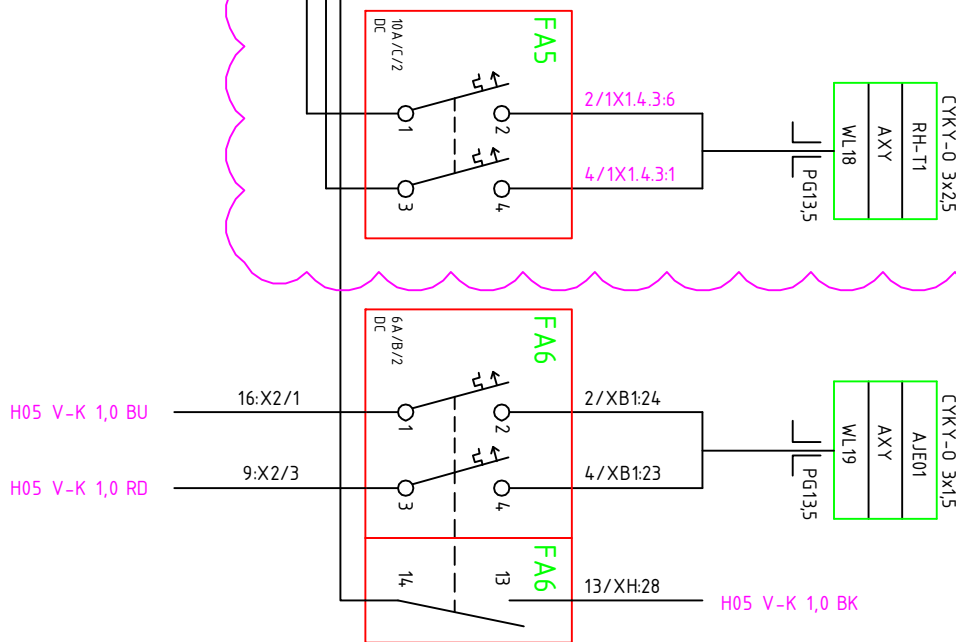 FA5
10A/C/2
DC
1
2
3
4
2/1X1.4.3:6
4/1X1.4.3:1
PG13,5
CYKY-O 3x2,5
RH-T1
AXY
WL18
FA6
6A/B/2
DC
1
2
3
4
H05 V-K 1,0 BU
16:X2/1
2/XB1:24
H05 V-K 1,0 RD
9:X2/3
4/XB1:23
PG13,5
CYKY-O 3x1,5
AJE01
AXY
WL19
FA6
14
13
13/XH:28
H05 V-K 1,0 BK